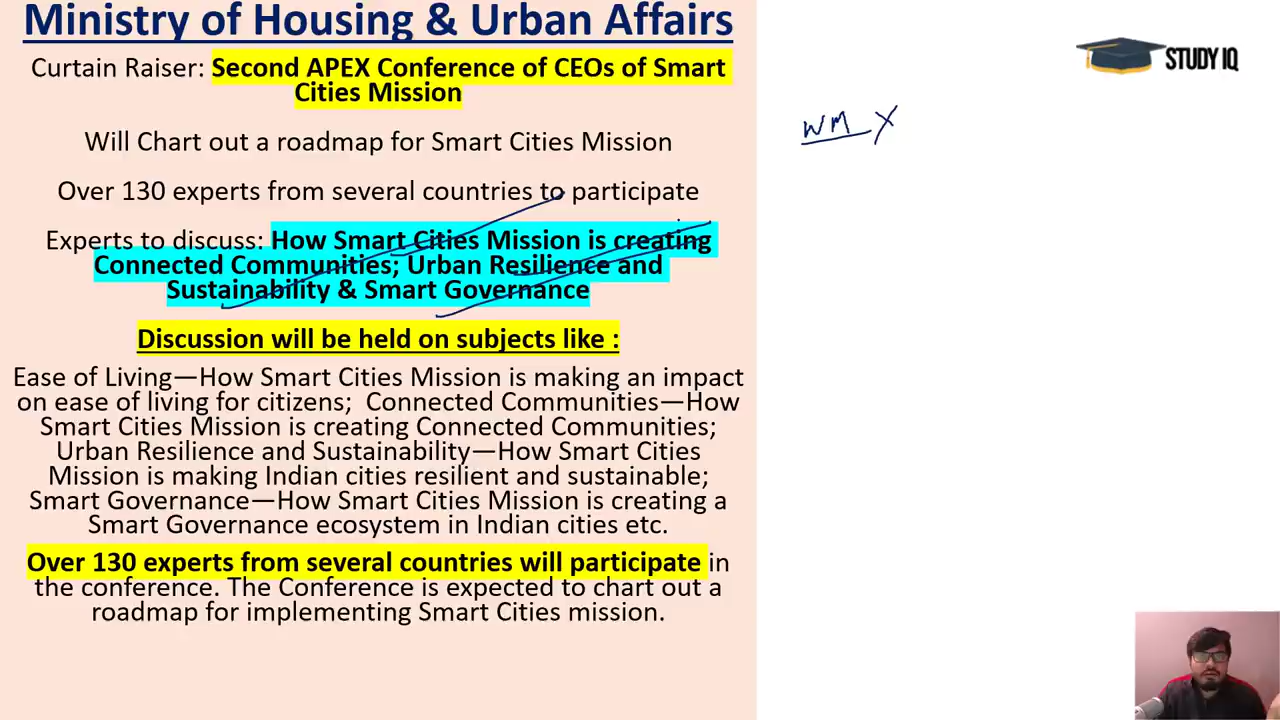 Ministry of Housing & Urban Affairs
Curtain Raiser: Second APEX Conference of CEOs of Smart
Cities Mission
Will Chart out a roadmap for Smart Cities Mission
Over 130 experts from several countries to participate
Experts to discuss: How Smart Cities Mission is creating
Connected Communities; Urban Resilience and
Sustainability & Smart Governance
Discussion will be held on subjects like :
Ease of Living—How Smart Cities Mission is making an impact
on ease of living for citizens;  Connected Communities—How
Smart Cities Mission is creating Connected Communities;
Urban Resilience and Sustainability—How Smart Cities
Mission is making Indian cities resilient and sustainable;
Smart Governance—How Smart Cities Mission is creating a
Smart Governance ecosystem in Indian cities etc.
Over 130 experts from several countries will participate in
the conference. The Conference is expected to chart out a
roadmap for implementing Smart Cities mission.
STUDY IQ
WM X